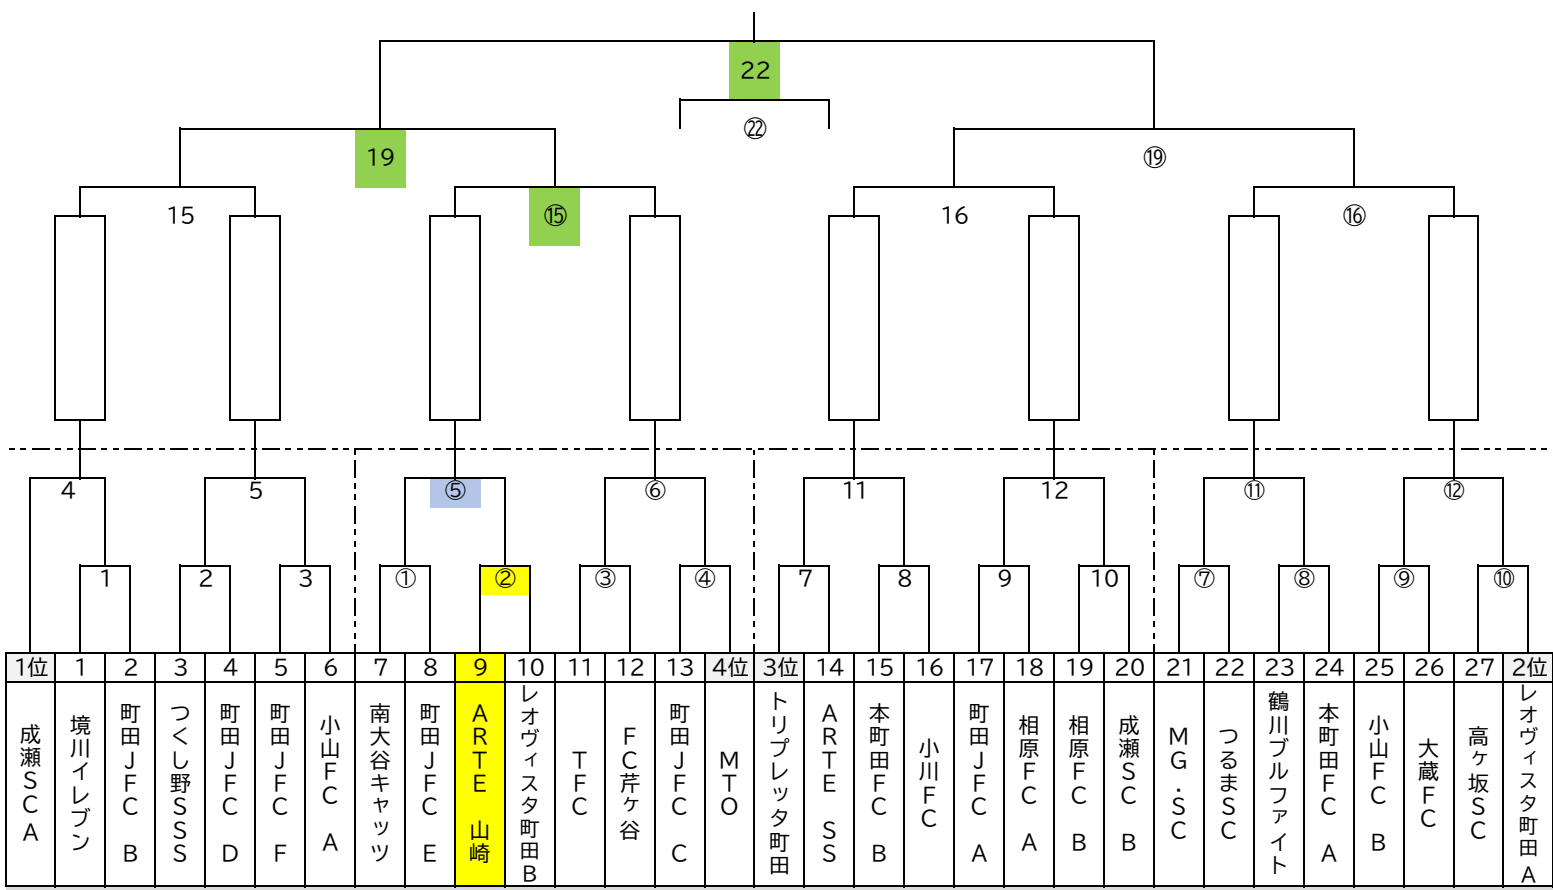 22
㉒
19
⑲
15
⑮
16
⑯
4
5
⑤
⑥
11
12
⑪
⑫
1
2
3
①
②
③
④
7
8
9
10
⑦
⑧
⑨
⑩
1位 1 2 3 4 5 6 7 8 9 10 11 12 13 4位 3位 14 15 16 17 18 19 20 21 22 23 24 25 26 27 2位
成瀬SCA
境川イレブン
町田JFC B
つくし野SSS
町田JFC D
町田JFC F
小山FC A
南大谷キャッツ
町田JFC E
ARTE 山崎
レオヴィスタ町田B
TFC
FC芹ヶ谷
町田JFC C
MTO
トリプレッタ町田
ARTE SS
本町田FC B
小川FC
町田JFC A
相原FC A
相原FC B
成瀬SC B
MG・SC
つるまSC
鶴川ブルファイト
本町田FC A
小山FC B
大蔵FC
高ヶ坂SC
レオヴィスタ町田A